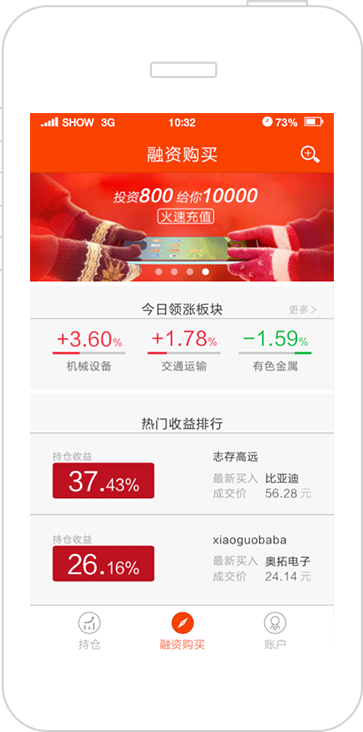 SHOW 3G 10:32 73%
融资购买
投资800 给你10000
火速充值
今日领涨板块 更多>
+3.60% +1.78% -1.59%
机械设备 交通运输 有色金属
热门收益排行
持仓收益 志存高远
37.43% 最新买入 比亚迪
成交价 56.28 元
持仓收益 xiaoguobaba
26.16% 最新买入 奥拓电子
成交价 24.14 元
持仓 融资购买 账户